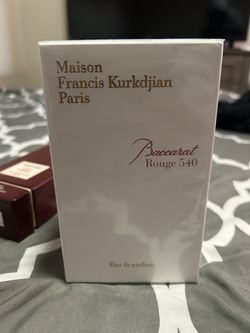 Maison
Francis Kurkdjian
Paris
Baccarat
Rouge 540
Eau de parfum